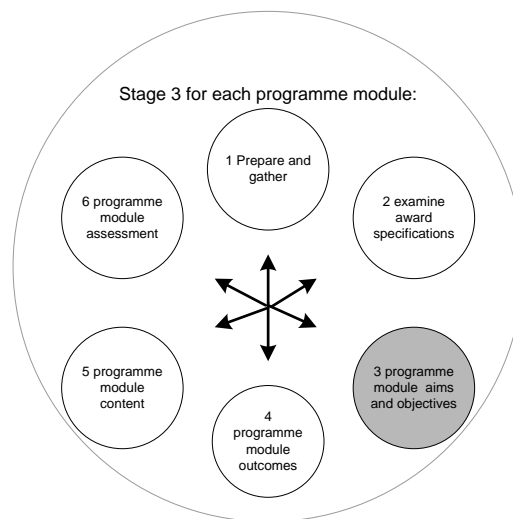 Stage 3 for each programme module:
1 Prepare and
gather
2 examine
award
specifications
3 programme
module aims
and objectives
4
programme
module
outcomes
5 programme
module
content
6 programme
module
assessment